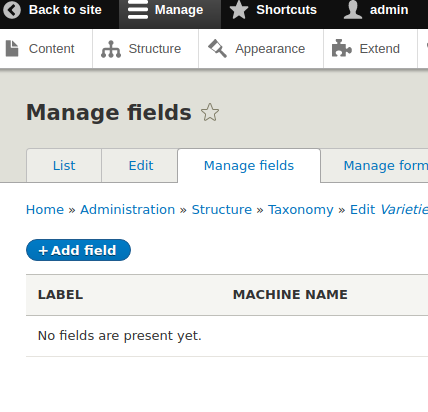 Back to site Manage Shortcuts admin
Content Structure Appearance Extend
Manage fields
List Edit Manage fields Manage form
Home » Administration » Structure » Taxonomy » Edit Varietie
+ Add field
LABEL MACHINE NAME
No fields are present yet.